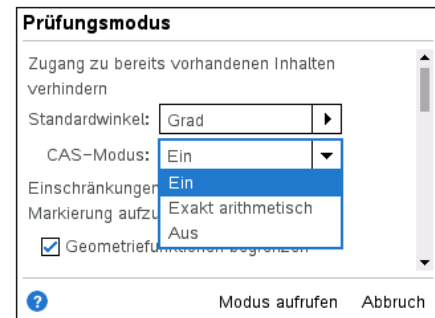 Prüfungsmodus
Zugang zu bereits vorhandenen Inhalten
verhindern
Standardwinkel: Grad
CAS-Modus: Ein
Einschränkungen
Ein
Markierung aufzu
Exakt arithmetisch
Aus
Geometriefunktionen begrenzen
? Modus aufrufen Abbruch